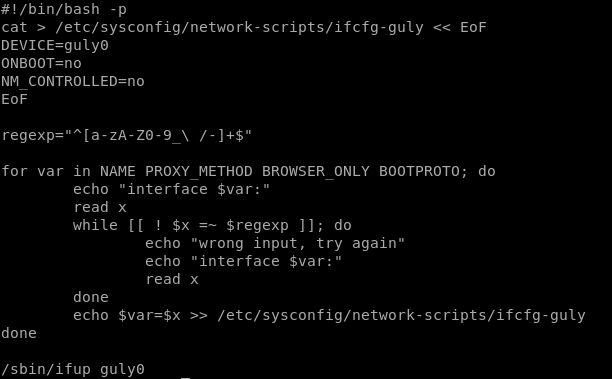 #!/bin/bash -p
cat > /etc/sysconfig/network-scripts/ifcfg-guly << EoF
DEVICE=guly0
ONBOOT=no
NM_CONTROLLED=no
EoF

regexp="^[a-zA-Z0-9_\ /-]+$"

for var in NAME PROXY_METHOD BROWSER_ONLY BOOTPROTO; do
        echo "interface $var:"
        read x
        while [[ ! $x =~ $regexp ]]; do
                echo "wrong input, try again"
                echo "interface $var:"
                read x
        done
        echo $var=$x >> /etc/sysconfig/network-scripts/ifcfg-guly
done

/sbin/ifup guly0